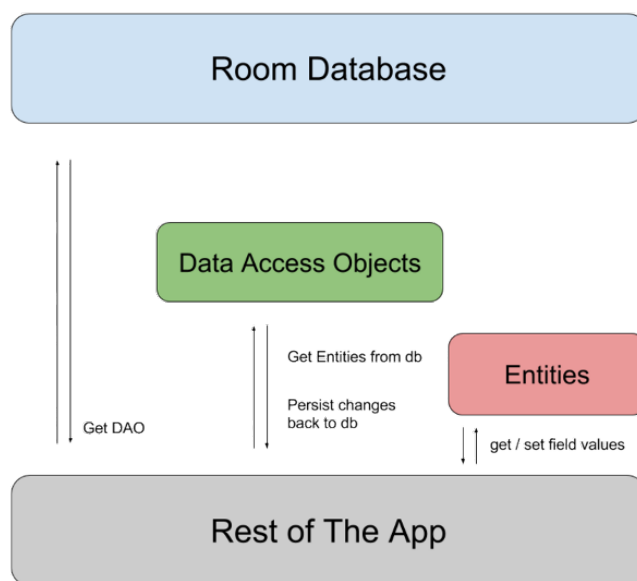 Room Database
Data Access Objects
Get Entities from db
Entities
Persist changes
back to db
Get DAO
get / set field values
Rest of The App